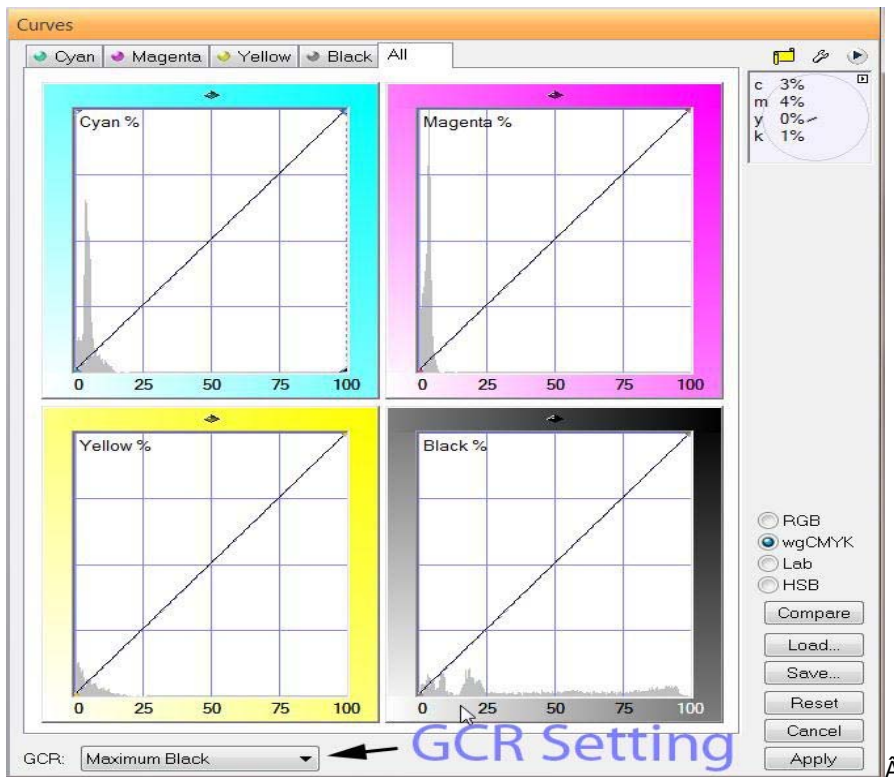 Curves
Cyan Magenta Yellow Black All
c 3%
m 4%
y 0%
k 1%
Cyan %
0 25 50 75 100
Magenta %
0 25 50 75 100
Yellow %
0 25 50 75 100
Black %
0 25 50 75 100
RGB
wgCMYK
Lab
HSB
Compare
Load...
Save...
Reset
Cancel
Apply
GCR: Maximum Black
GCR Setting